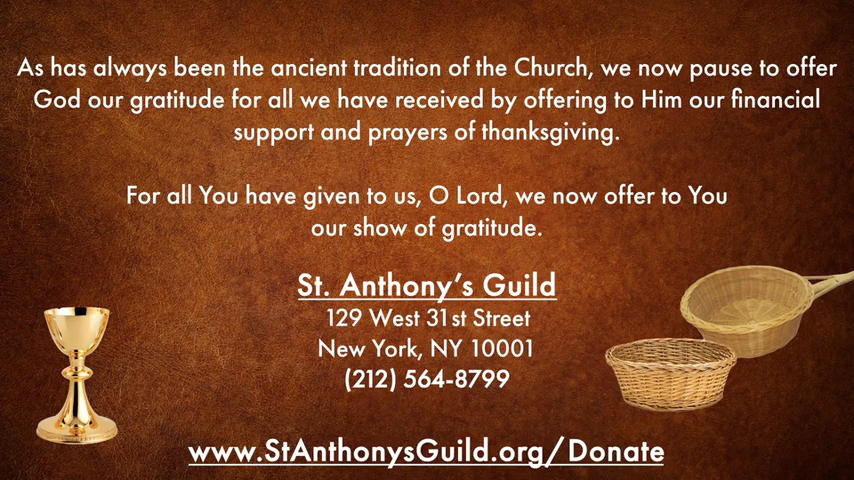 As has always been the ancient tradition of the Church, we now pause to offer
God our gratitude for all we have received by offering to Him our financial
support and prayers of thanksgiving.
For all You have given to us, O Lord, we now offer to You
our show of gratitude.
St. Anthony’s Guild
129 West 31st Street
New York, NY 10001
(212) 564-8799
www.StAnthonysGuild.org/Donate